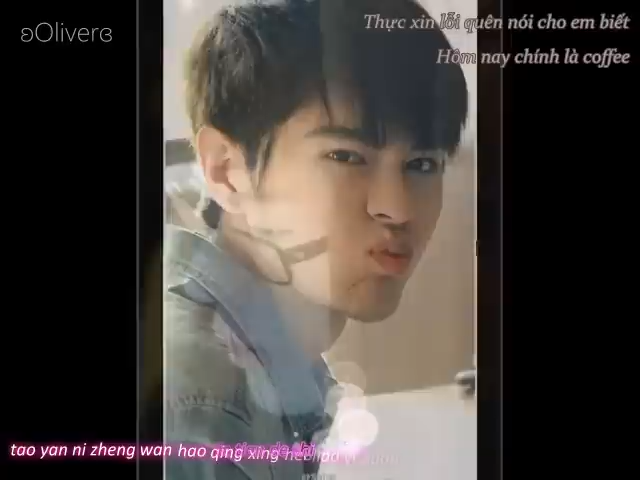 ʚOliverɞ
Thực xin lỗi quên nói cho em biết
Hôm nay chính là coffee
tao yan ni zheng wan hao qing xing